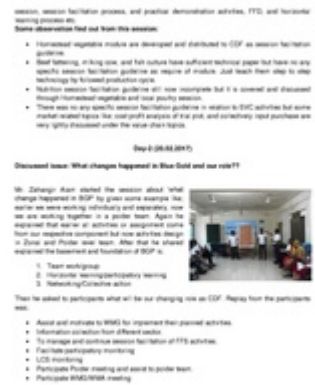 session, session facilitation process, and practical demonstration activities, FFD, and horizontal
learning process etc.
Some observation find out from this session:
• Homestead vegetable module are developed and distributed to CDF as session facilitation
guideline.
• Beef fattening, milking cow, and fish culture have sufficient technical paper but have no any
specific session facilitation guideline as require of module. Just teach them step to step
technology by followed production cycle.
• Nutrition session facilitation guideline still now incomplete but it is covered and discussed
through Homestead vegetable and local poultry session.
• There was no any specific session facilitation guideline in relation to activities but some
market related topics like cost profit analysis of trial plot, and collectively input purchase are
very lightly discussed under the value chain topics.
Day-2 (20.02.2017)
Discussed issue: What changes happened in Blue Gold and our role??
Mr. Zahangir Alam started the session about 'what
change happened in BGP' by given some example like,
earlier we were working individually and separately, now
we are working together in a polder team. Again he
explained that earlier all activities or assignment come
from our respective component but now activities design
in Zonal and Polder level team. After that he shared
explained the basement and foundation of BGP is,
1. Team work/group
2. Horizontal learning/participatory learning
3. Networking/Collective action
Then he asked to participants what will be our changing role as CDF. Replay from the participants
was,
• Assist and motivate to WMG for implement their planned activities.
• Information collection from different sector.
• To manage and continue session facilitation of FFS activities.
• Facilitate participatory monitoring
• LCS monitoring
• Participate Polder meeting and assist to polder team.
• Participate WMG/WMA meeting